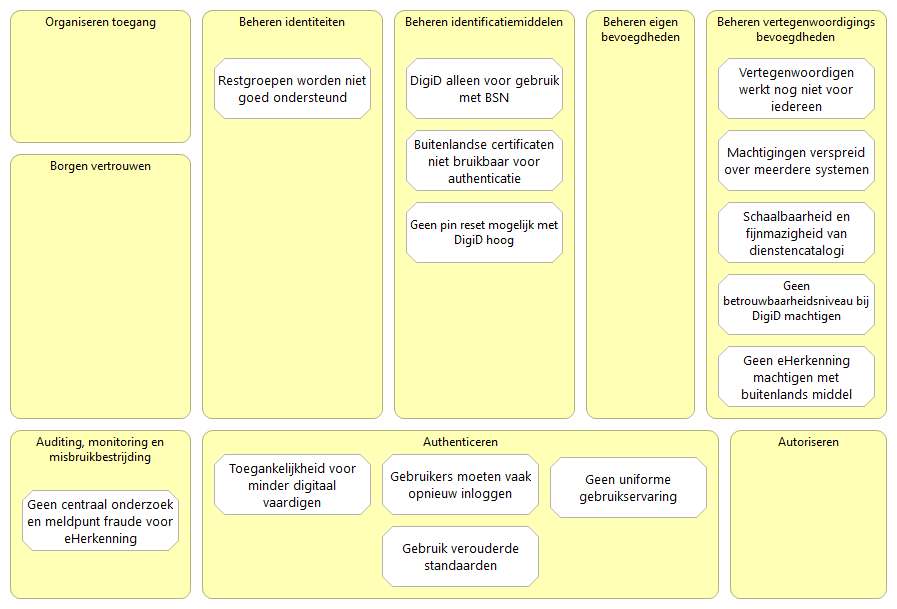 Organiseren toegang
Borgen vertrouwen
Beheren identiteiten
Restgroepen worden niet
goed ondersteund
Beheren identificatiemiddelen
DigiD alleen voor gebruik
met BSN
Buitenlandse certificaten
niet bruikbaar voor
authenticatie
Geen pin reset mogelijk met
DigiD hoog
Beheren eigen
bevoegdheden
Beheren vertegenwoordigings
bevoegdheden
Vertegenwoordigen
werkt nog niet voor
iedereen
Machtigingen verspreid
over meerdere systemen
Schaalbaarheid en
fijnmazigheid van
dienstencatalogi
Geen
betrouwbaarheidsniveau bij
DigiD machtigen
Geen eHerkenning
machtigen met
buitenlands middel
Auditing, monitoring en
misbruikbestrijding
Geen centraal onderzoek
en meldpunt fraude voor
eHerkenning
Authenticeren
Toegankelijkheid voor
minder digitaal
vaardigen
Gebruikers moeten vaak
opnieuw inloggen
Geen uniforme
gebruikservaring
Gebruik verouderde
standaarden
Autoriseren